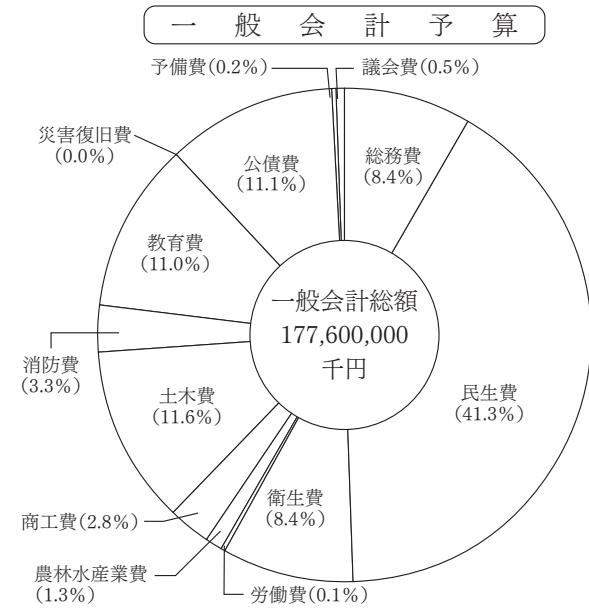 一般会計予算
予備費(0.2%)
議会費(0.5%)
災害復旧費
(0.0%)
公債費
(11.1%)
総務費
(8.4%)
教育費
(11.0%)
一般会計総額
177,600,000
千円
消防費
(3.3%)
土木費
(11.6%)
民生費
(41.3%)
商工費(2.8%)
衛生費
(8.4%)
農林水産業費
(1.3%)
労働費(0.1%)